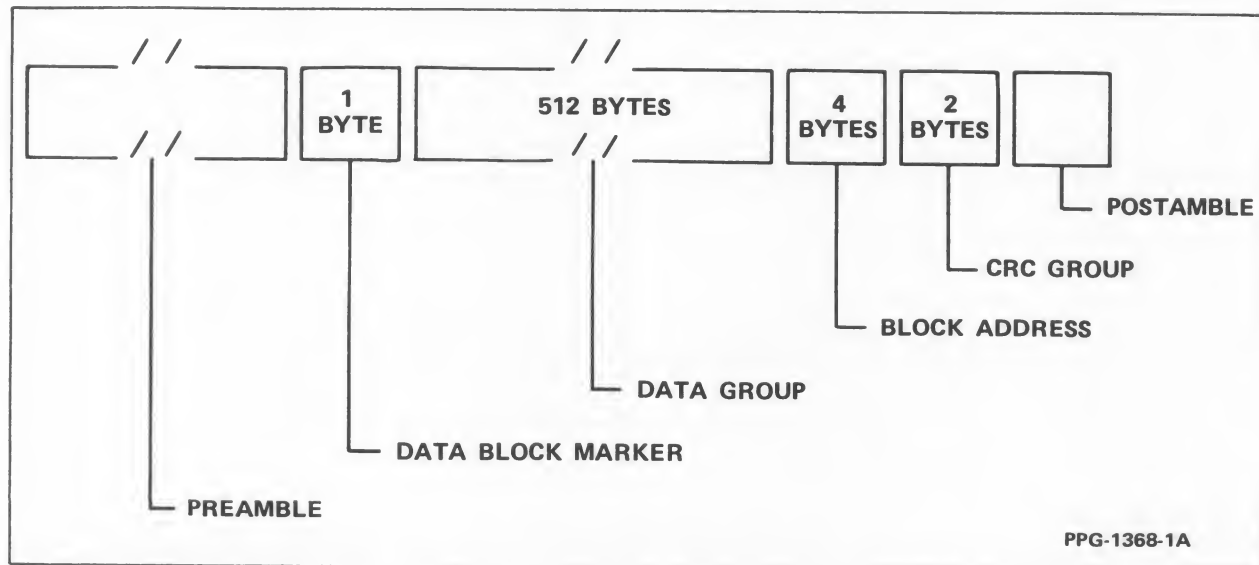 1
BYTE
512 BYTES
4
BYTES
2
BYTES
POSTAMBLE
CRC GROUP
BLOCK ADDRESS
DATA GROUP
DATA BLOCK MARKER
PREAMBLE
PPG-1368-1A